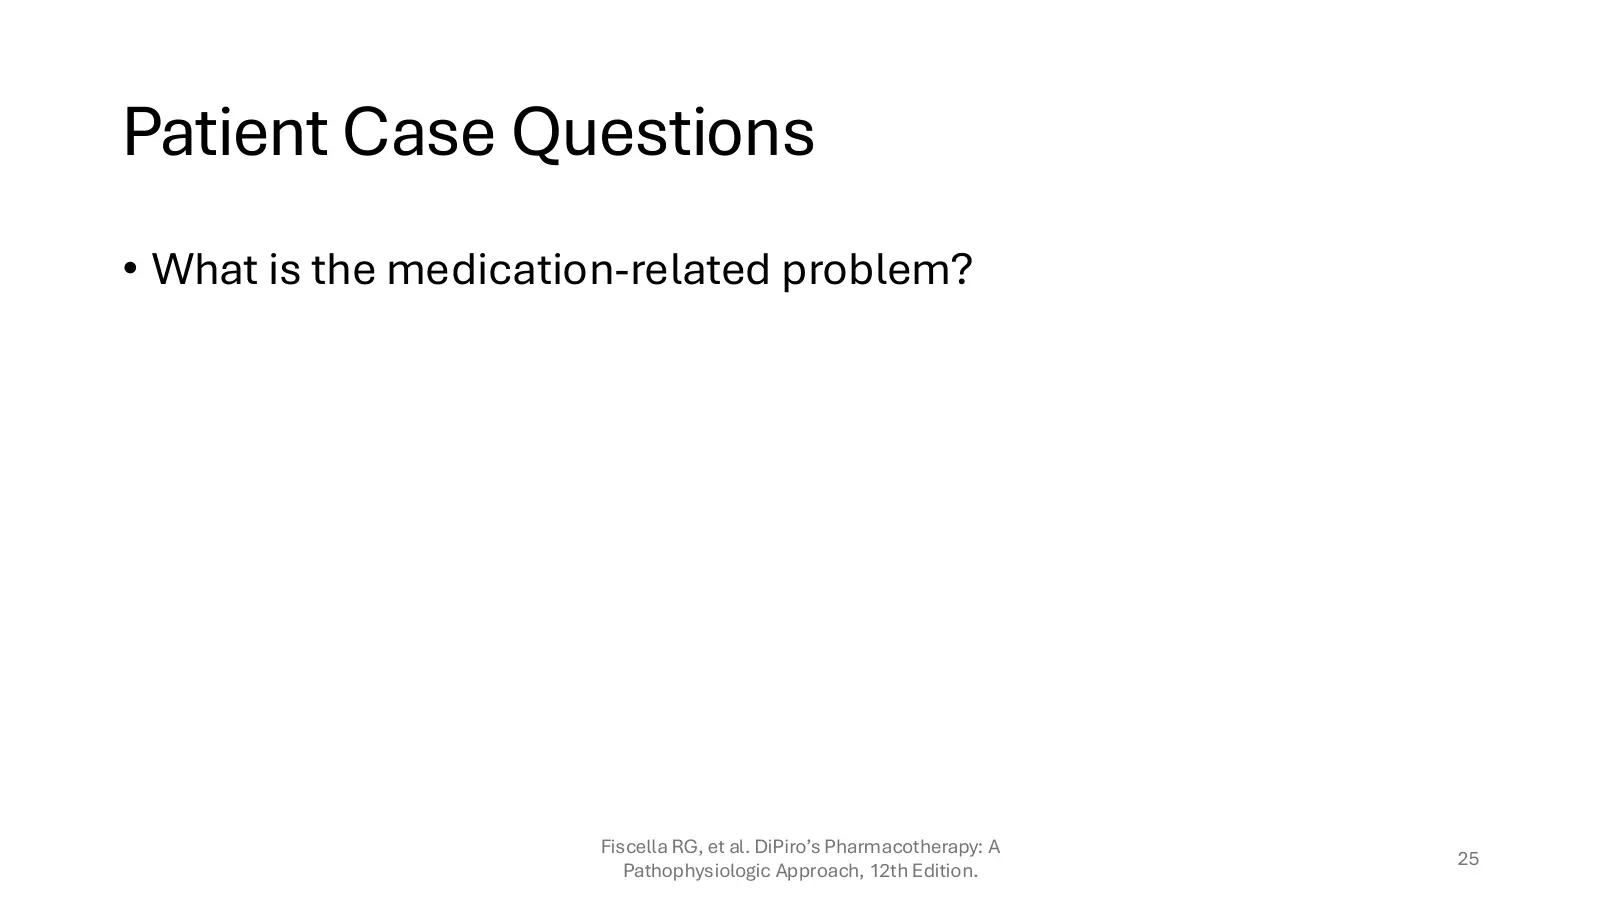 Patient Case Questions
• What is the medication-related problem?
Fiscella RG, et al. DiPiro’s Pharmacotherapy: A
Pathophysiologic Approach, 12th Edition.
25